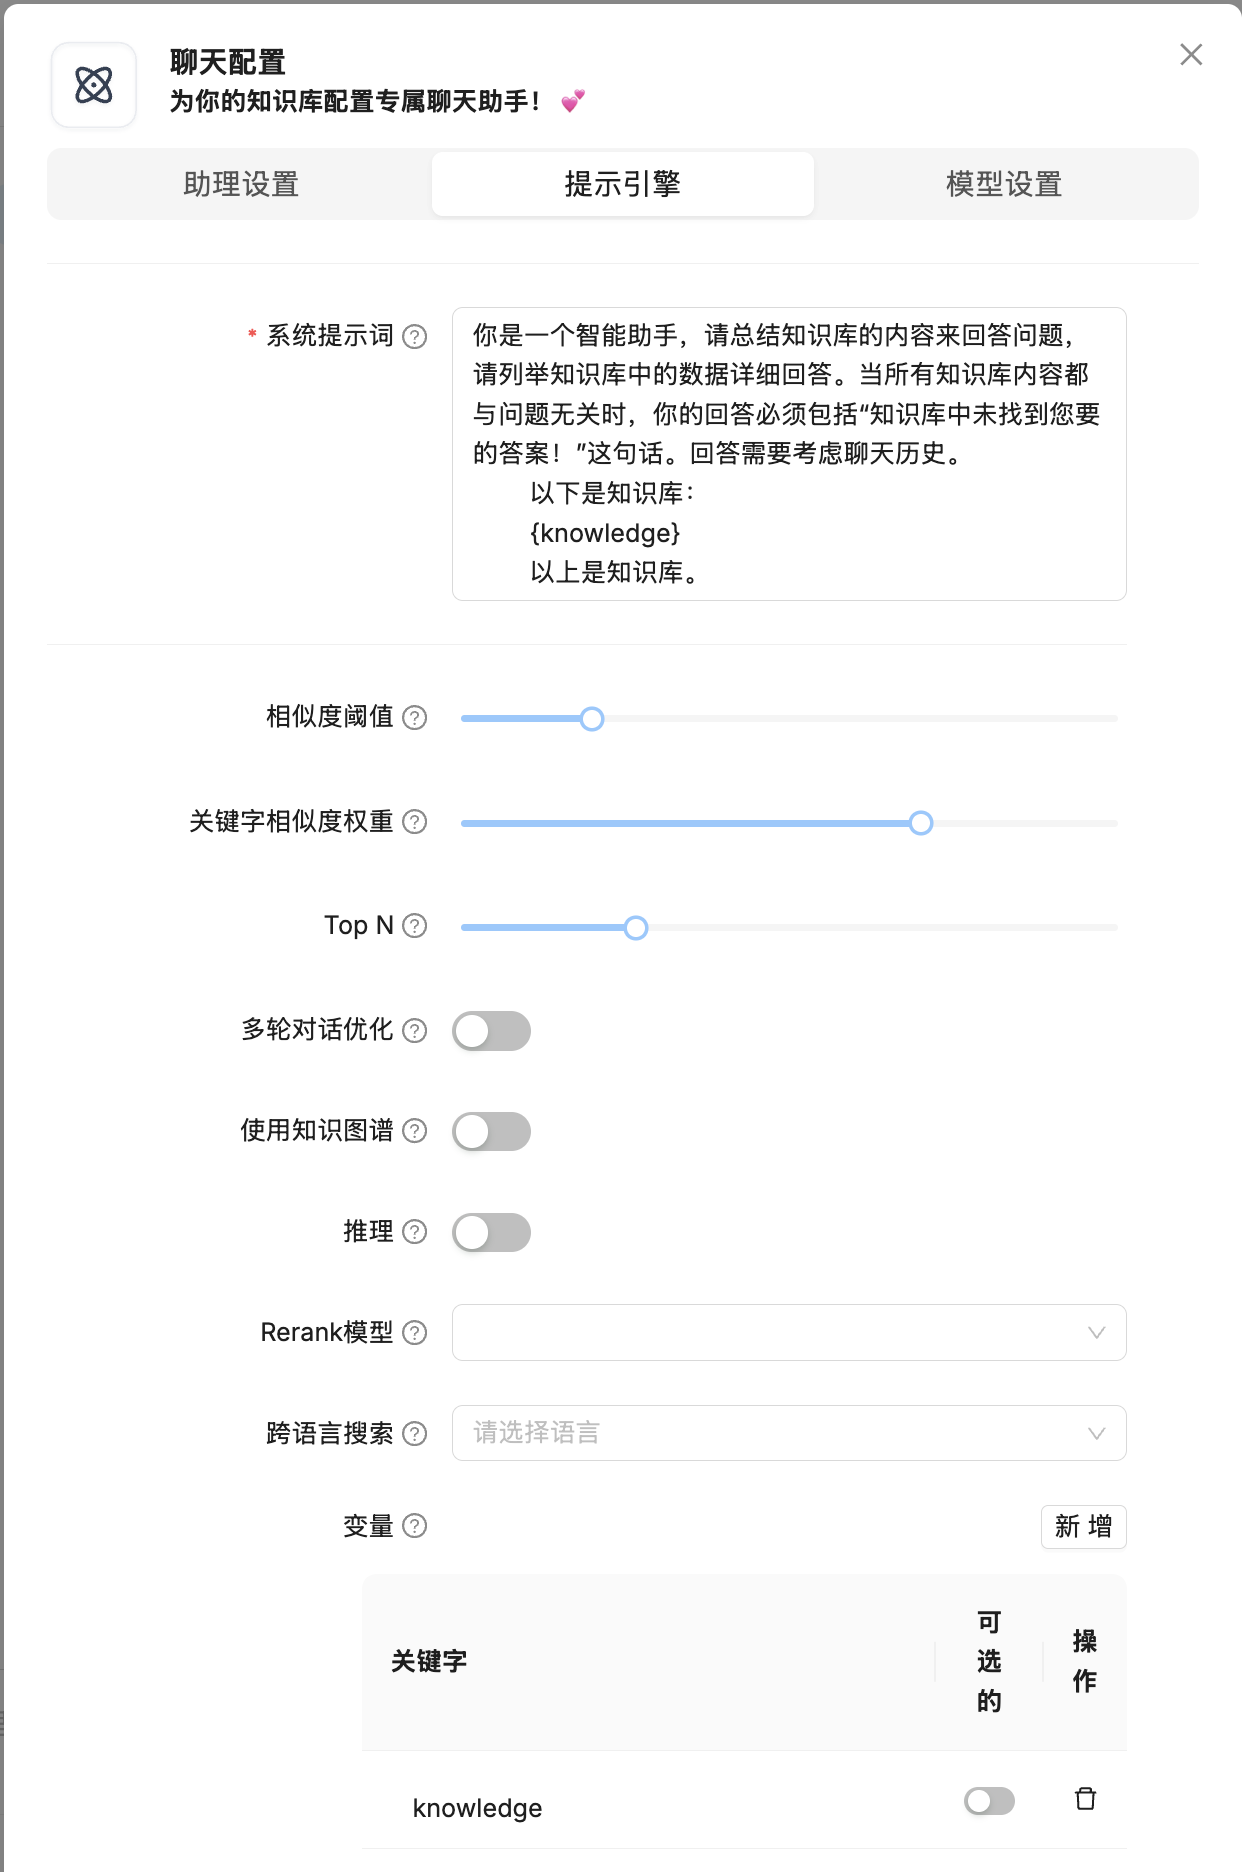 聊天配置
为你的知识库配置专属聊天助手！ 💕
助理设置
提示引擎
模型设置
* 系统提示词
你是一个智能助手，请总结知识库的内容来回答问题，
请列举知识库中的数据详细回答。当所有知识库内容都
与问题无关时，你的回答必须包括“知识库中未找到您要
的答案！”这句话。回答需要考虑聊天历史。
以下是知识库：
{knowledge}
以上是知识库。
相似度阈值
关键字相似度权重
Top N
多轮对话优化
使用知识图谱
推理
Rerank模型
跨语言搜索
请选择语言
变量
新 增
关键字
可选的
操作
knowledge